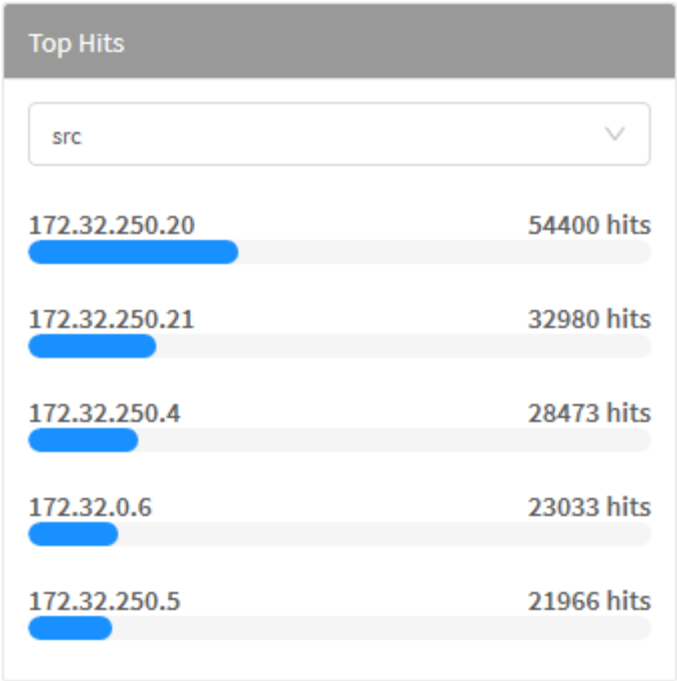 Top Hits
src
172.32.250.20 54400 hits
172.32.250.21 32980 hits
172.32.250.4 28473 hits
172.32.0.6 23033 hits
172.32.250.5 21966 hits